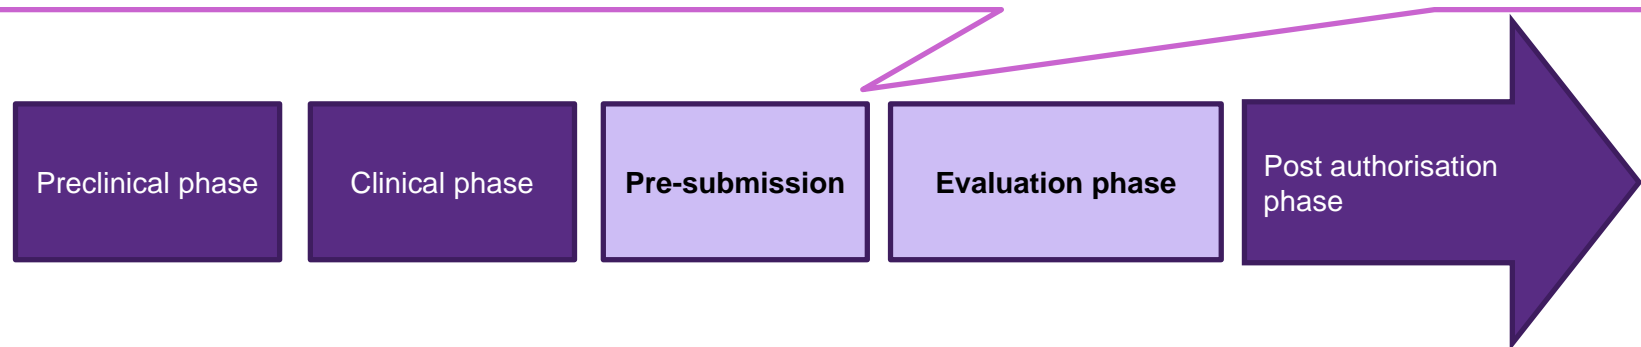 Preclinical phase
Clinical phase
Pre-submission
Evaluation phase
Post authorisation
phase